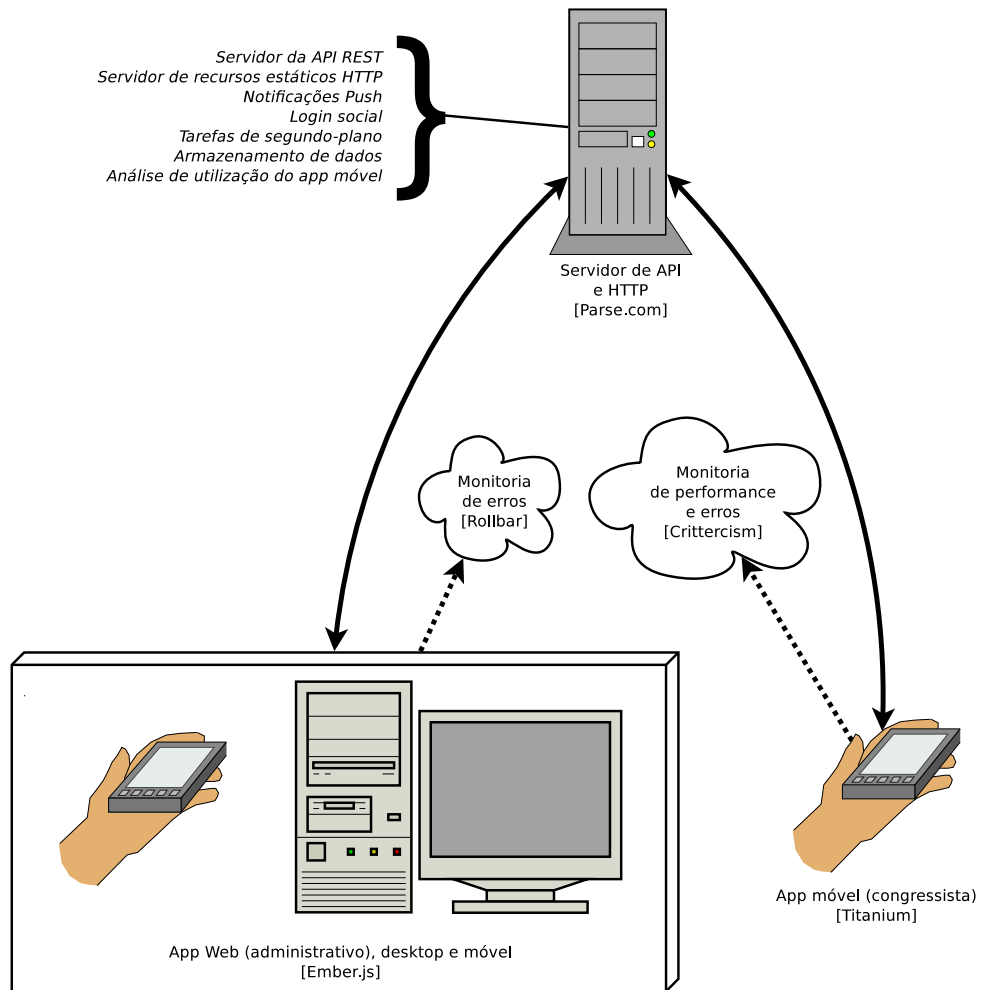 Servidor da API REST
Servidor de recursos estáticos HTTP
Notificações Push
Login social
Tarefas de segundo-plano
Armazenamento de dados
Análise de utilização do app móvel
Servidor de API
e HTTP
[Parse.com]
Monitoria
de erros
[Rollbar]
Monitoria
de performance
e erros
[Crittercism]
App móvel (congressista)
[Titanium]
App Web (administrativo), desktop e móvel
[Ember.js]